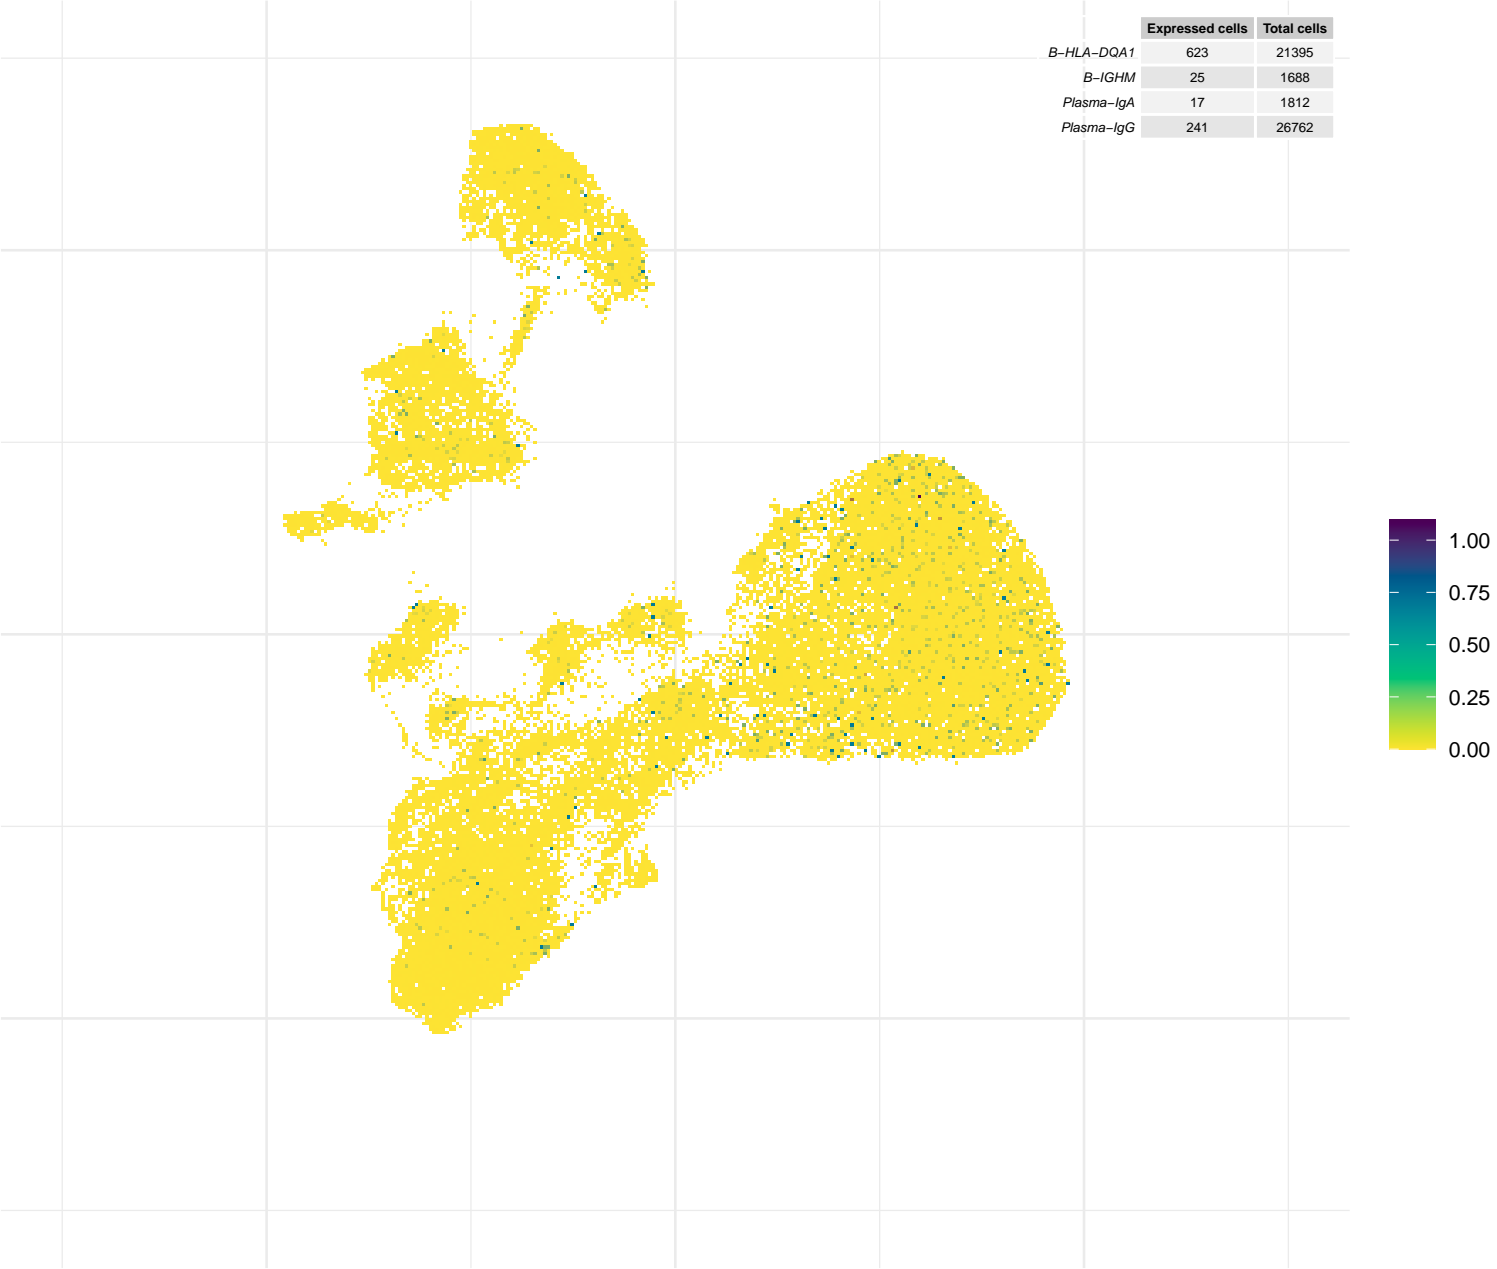 Expressed cells Total cells
B−HLA−DQA1 623 21395
B−IGHM 25 1688
Plasma−IgA 17 1812
Plasma−IgG 241 26762
1.00
0.75
0.50
0.25
0.00